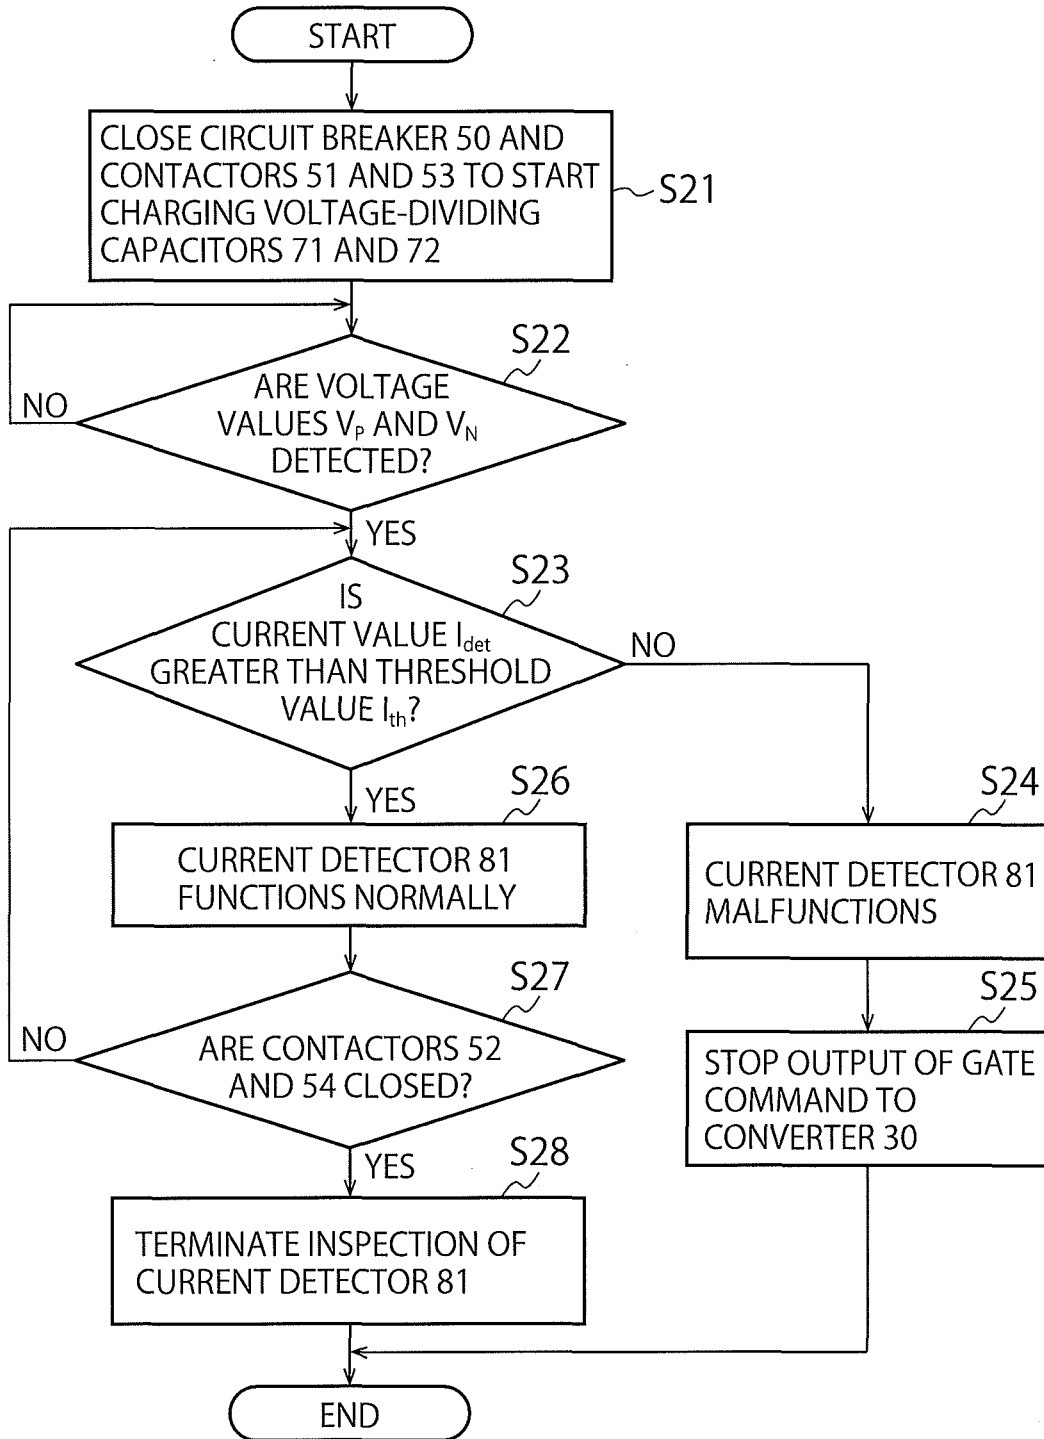 START
CLOSE CIRCUIT BREAKER 50 AND
CONTACTORS 51 AND 53 TO START
CHARGING VOLTAGE-DIVIDING
CAPACITORS 71 AND 72
S21
S22
ARE VOLTAGE
VALUES VP AND VN
DETECTED?
NO
YES
S23
IS
CURRENT VALUE Idet
GREATER THAN THRESHOLD
VALUE Ith?
NO
YES
S26
CURRENT DETECTOR 81
FUNCTIONS NORMALLY
S24
CURRENT DETECTOR 81
MALFUNCTIONS
S27
ARE CONTACTORS 52
AND 54 CLOSED?
NO
YES
S25
STOP OUTPUT OF GATE
COMMAND TO
CONVERTER 30
S28
TERMINATE INSPECTION OF
CURRENT DETECTOR 81
END